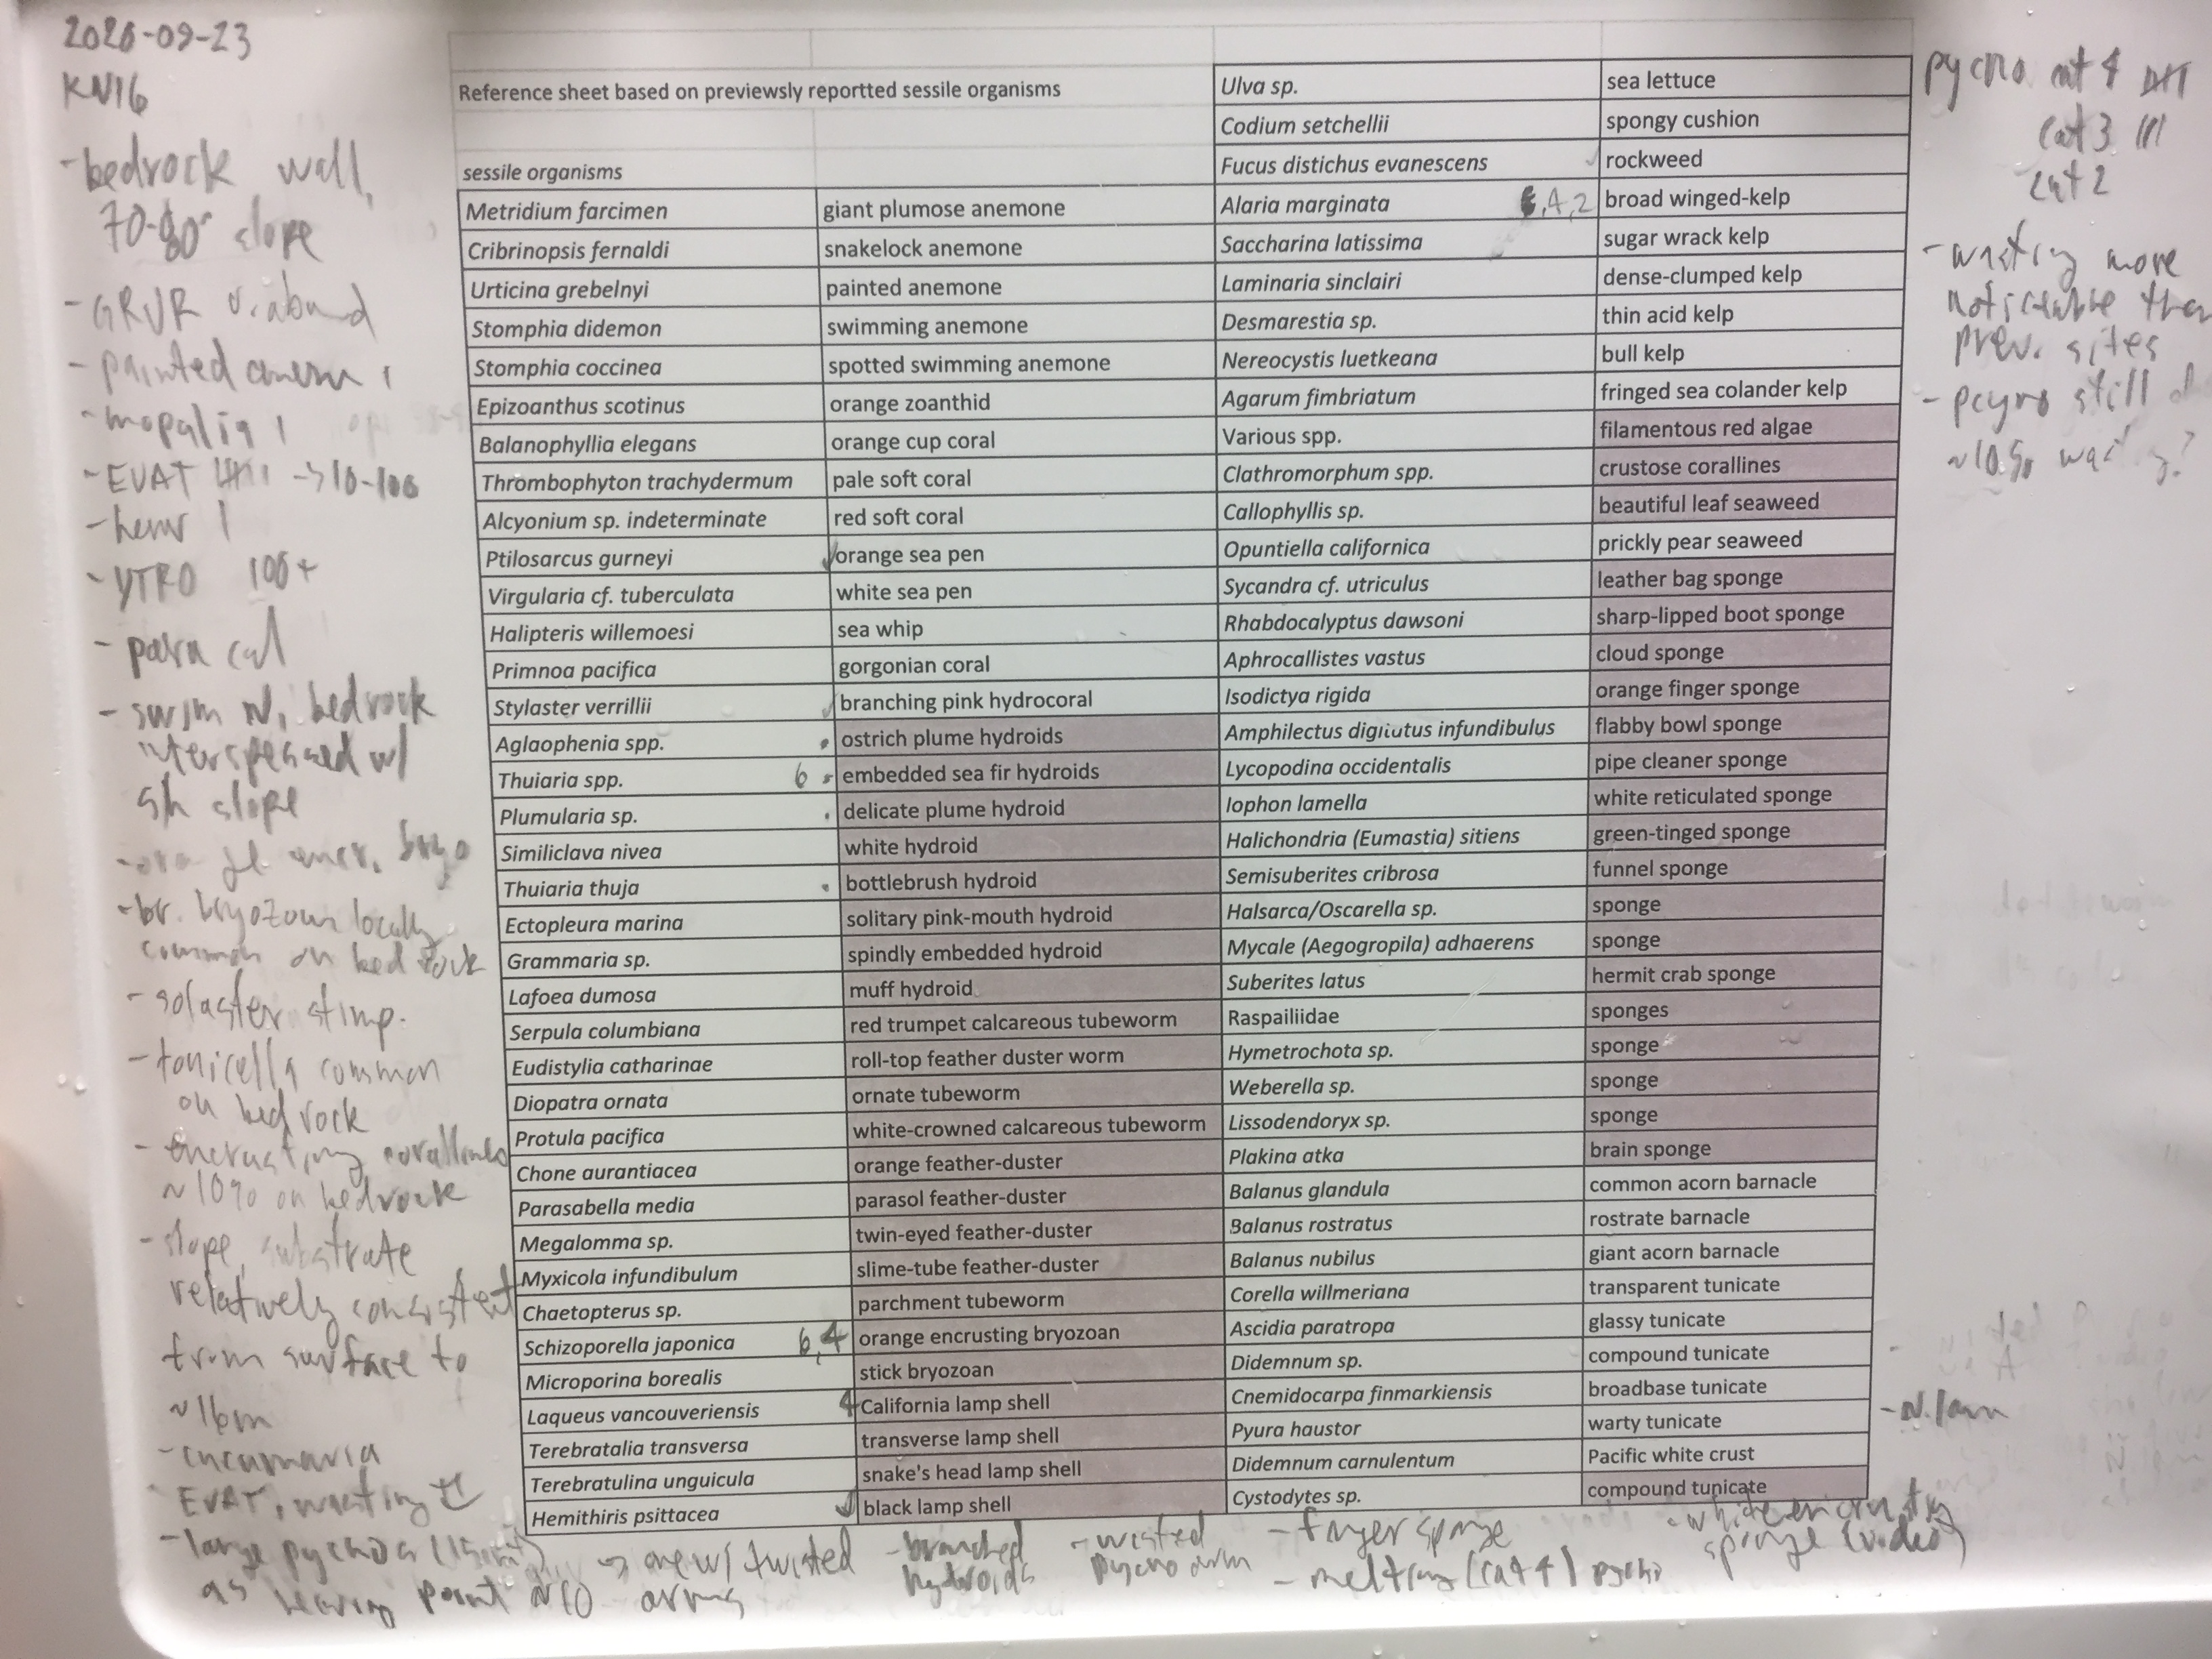 2020-09-23
KN16
-bedrock wall,
70-80° slope
-GRUR v. abund
-painted anem 1
-mopalia 1
-EVAT → 10-100
-henr 1
-YTRO 100+
-para cal
-swim N, bedrock
interspersed w/
sh slope
encr. bryo
-br. bryozoan locally
common on bedrock
-solaster stimp.
-tonicella common
on bedrock
-encrusting corallines
~10% on bedrock
-slope, substrate
relatively consistent
from surface to
~16m
-cucumaria
EVAT, wasting
-large pycnos
as leaving point
→ one w/ twisted
arms
-branched
hydroids
-wasted
pycno arm
-finger sponge
-melting (cat 4) pycno
-white encrusting
sponge (video)
Reference sheet based on previewsly reportted sessile organisms
sessile organisms
Metridium farcimen giant plumose anemone
Cribrinopsis fernaldi snakelock anemone
Urticina grebelnyi painted anemone
Stomphia didemon swimming anemone
Stomphia coccinea spotted swimming anemone
Epizoanthus scotinus orange zoanthid
Balanophyllia elegans orange cup coral
Thrombophyton trachydermum pale soft coral
Alcyonium sp. indeterminate red soft coral
Ptilosarcus gurneyi ✓ orange sea pen
Virgularia cf. tuberculata white sea pen
Halipteris willemoesi sea whip
Primnoa pacifica gorgonian coral
Stylaster verrillii ✓ branching pink hydrocoral
Aglaophenia spp. ostrich plume hydroids
Thuiaria spp. 6 embedded sea fir hydroids
Plumularia sp. delicate plume hydroid
Similiclava nivea white hydroid
Thuiaria thuja bottlebrush hydroid
Ectopleura marina solitary pink-mouth hydroid
Grammaria sp. spindly embedded hydroid
Lafoea dumosa muff hydroid
Serpula columbiana red trumpet calcareous tubeworm
Eudistylia catharinae roll-top feather duster worm
Diopatra ornata ornate tubeworm
Protula pacifica white-crowned calcareous tubeworm
Chone aurantiacea orange feather-duster
Parasabella media parasol feather-duster
Megalomma sp. twin-eyed feather-duster
Myxicola infundibulum slime-tube feather-duster
Chaetopterus sp. parchment tubeworm
Schizoporella japonica 6,4 orange encrusting bryozoan
Microporina borealis stick bryozoan
Laqueus vancouveriensis 4 California lamp shell
Terebratalia transversa transverse lamp shell
Terebratulina unguicula snake's head lamp shell
Hemithiris psittacea ✓ black lamp shell
Ulva sp. sea lettuce
Codium setchellii spongy cushion
Fucus distichus evanescens ✓ rockweed
Alaria marginata ,4,2 broad winged-kelp
Saccharina latissima sugar wrack kelp
Laminaria sinclairi dense-clumped kelp
Desmarestia sp. thin acid kelp
Nereocystis luetkeana bull kelp
Agarum fimbriatum fringed sea colander kelp
Various spp. filamentous red algae
Clathromorphum spp. crustose corallines
Callophyllis sp. beautiful leaf seaweed
Opuntiella californica prickly pear seaweed
Sycandra cf. utriculus leather bag sponge
Rhabdocalyptus dawsoni sharp-lipped boot sponge
Aphrocallistes vastus cloud sponge
Isodictya rigida orange finger sponge
Amphilectus digitatus infundibulus flabby bowl sponge
Lycopodina occidentalis pipe cleaner sponge
Iophon lamella white reticulated sponge
Halichondria (Eumastia) sitiens green-tinged sponge
Semisuberites cribrosa funnel sponge
Halsarca/Oscarella sp. sponge
Mycale (Aegogropila) adhaerens sponge
Suberites latus hermit crab sponge
Raspailiidae sponges
Hymetrochota sp. sponge
Weberella sp. sponge
Lissodendoryx sp. sponge
Plakina atka brain sponge
Balanus glandula common acorn barnacle
Balanus rostratus rostrate barnacle
Balanus nubilus giant acorn barnacle
Corella willmeriana transparent tunicate
Ascidia paratropa glassy tunicate
Didemnum sp. compound tunicate
Cnemidocarpa finmarkiensis broadbase tunicate
Pyura haustor warty tunicate
Didemnum carnulentum Pacific white crust
Cystodytes sp. compound tunicate
pycno cat 4
cat 3 III
cat 2
-wasting more
noticeable than
prev. sites
-pcyno still
~10%
-N. lam